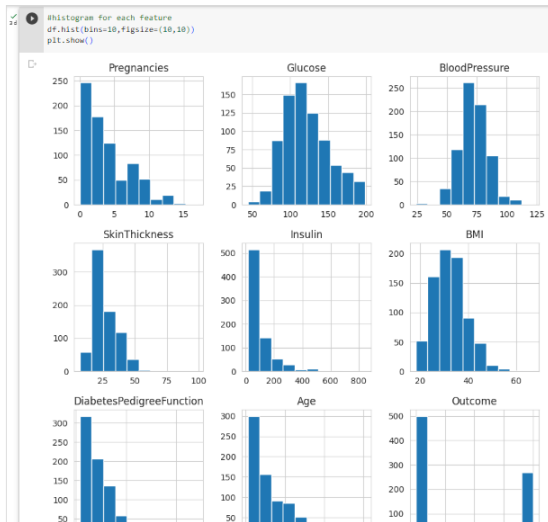 #histogram for each feature
df.hist(bins=10,figsize=(10,10))
plt.show()
Pregnancies
250
200
150
100
50
0
0 5 10 15
Glucose
150
125
100
75
50
25
0
50 100 150 200
BloodPressure
250
200
150
100
50
0
25 50 75 100 125
SkinThickness
300
200
100
0
25 50 75 100
Insulin
500
400
300
200
100
0
0 200 400 600 800
BMI
200
150
100
50
0
20 40 60
DiabetesPedigreeFunction
300
250
200
150
100
50
Age
300
250
200
150
100
50
Outcome
500
400
300
200
100